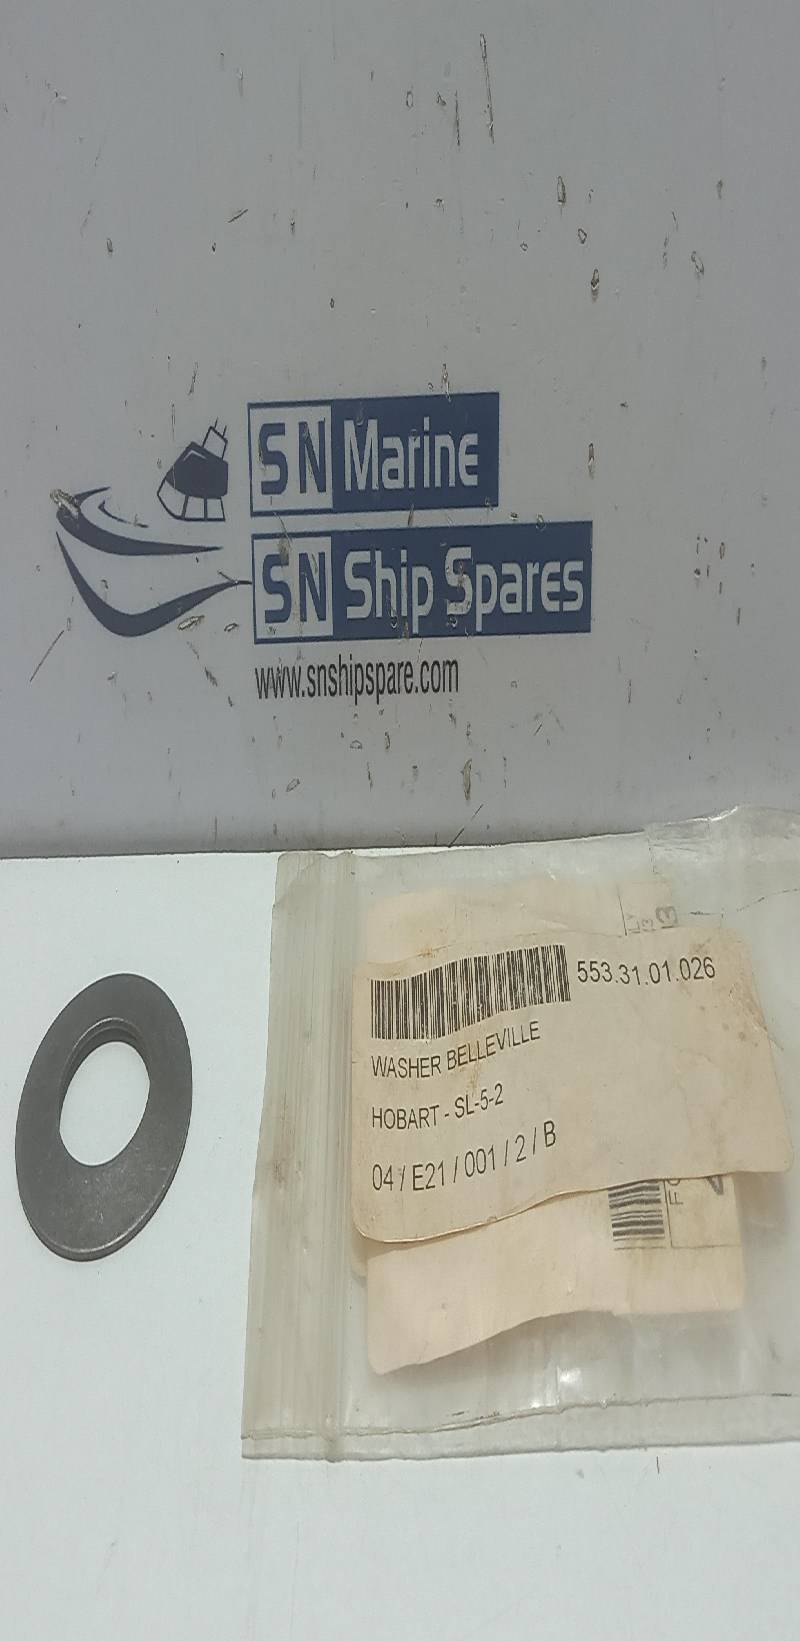 SN Marine
SN Ship Spares
www.snshipspare.com
553.31.01.026
WASHER BELLEVILLE
HOBART - SL-5-2
04 / E21 / 001 / 2 / B